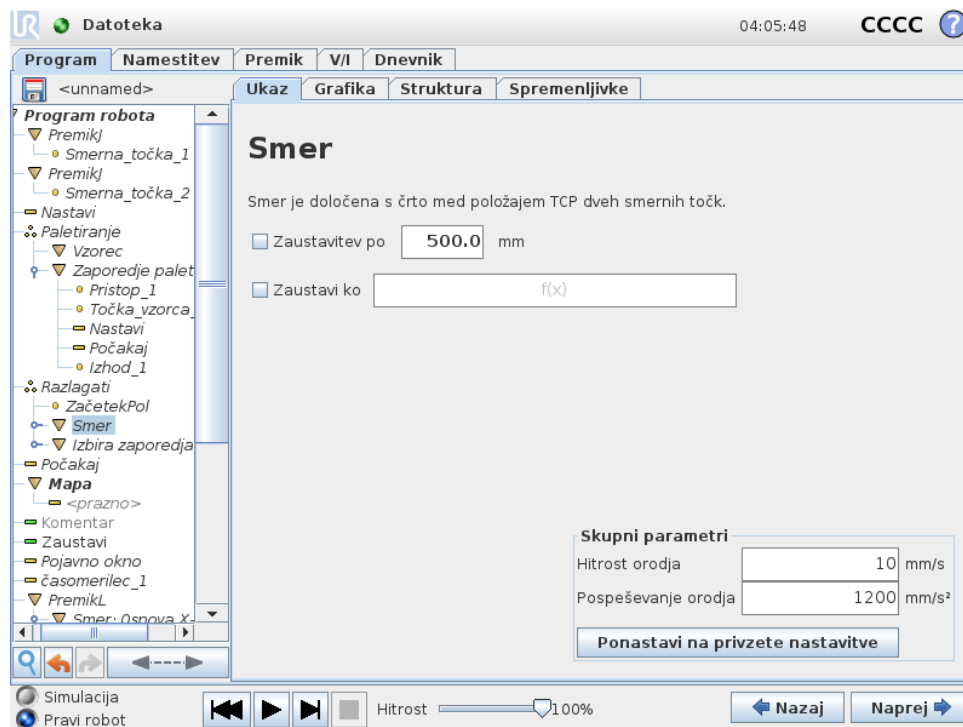 UR Datoteka 04:05:48 CCCC ?
Program Namestitev Premik V/I Dnevnik
<unnamed> Ukaz Grafika Struktura Spremenljivke
Program robota
PremikJ
Smerna_točka_1
PremikJ
Smerna_točka_2
Nastavi
Paletiranje
Vzorec
Zaporedje palet
Pristop_1
Točka_vzorca_
Nastavi
Počakaj
Izhod_1
Razlagati
ZačetekPol
Smer
Izbira zaporedja
Počakaj
Mapa
<prazno>
Komentar
Zaustavi
Pojavno okno
časomerilec_1
PremikL
Smer: Osnova X-
Smer
Smer je določena s črto med položajem TCP dveh smernih točk.
Zaustavitev po 500.0 mm
Zaustavi ko f(x)
Skupni parametri
Hitrost orodja 10 mm/s
Pospeševanje orodja 1200 mm/s²
Ponastavi na privzete nastavitve
Simulacija
Pravi robot
Hitrost 100%
Nazaj Naprej